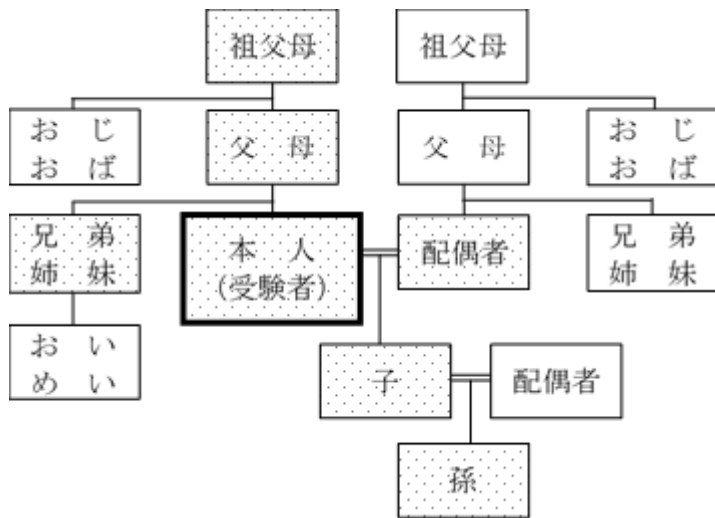 祖父母
祖父母
お じ
お ば
父 母
父 母
お じ
お ば
兄 弟
姉 妹
本 人
(受験者)
配偶者
兄 弟
姉 妹
お い
め い
子
配偶者
孫